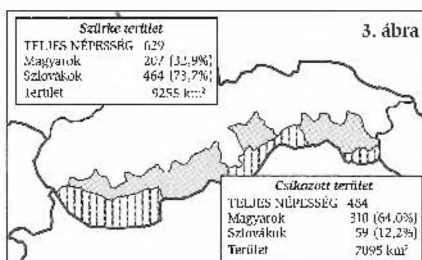 3. ábra
Szürke terület
TELJES NÉPESSÉG 629
Magyarok 207 (32,9%)
Szlovákok 464 (73,7%)
Terület 9255 km²
Csíkozott terület
TELJES NÉPESSÉG 484
Magyarok 310 (64,0%)
Szlovákok 59 (12,2%)
Terület 7095 km²